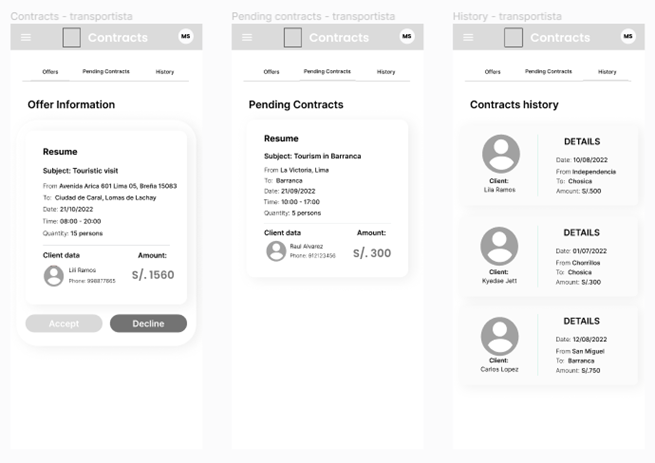 Contracts - transportista
Contracts
MS
Offers
Pending Contracts
History
Offer Information
Resume
Subject: Touristic visit
From Avenida Arica 601 Lima 05, Breña 15083
To: Ciudad de Caral, Lomas de Lachay
Date: 21/10/2022
Time: 08:00 - 20:00
Quantity: 15 persons
Client data
Amount:
Lili Ramos
Phone: 998877665
S/. 1560
Accept
Decline
Pending contracts - transportista
Contracts
MS
Offers
Pending Contracts
History
Pending Contracts
Resume
Subject: Tourism in Barranca
From La Victoria, Lima
To: Barranca
Date: 21/09/2022
Time: 10:00 - 17:00
Quantity: 5 persons
Client data
Amount:
Raul Alvarez
Phone: 912123456
S/. 300
History - transportista
Contracts
MS
Offers
Pending Contracts
History
Contracts history
Client:
Lila Ramos
DETAILS
Date: 10/08/2022
From Independencia
To: Chosica
Amount: S/.500
Client:
Kyedae Jett
DETAILS
Date: 01/07/2022
From Chorrillos
To: Chosica
Amount: S/.300
Client:
Carlos Lopez
DETAILS
Date: 12/08/2022
From San Miguel
To: Barranca
Amount: S/.750